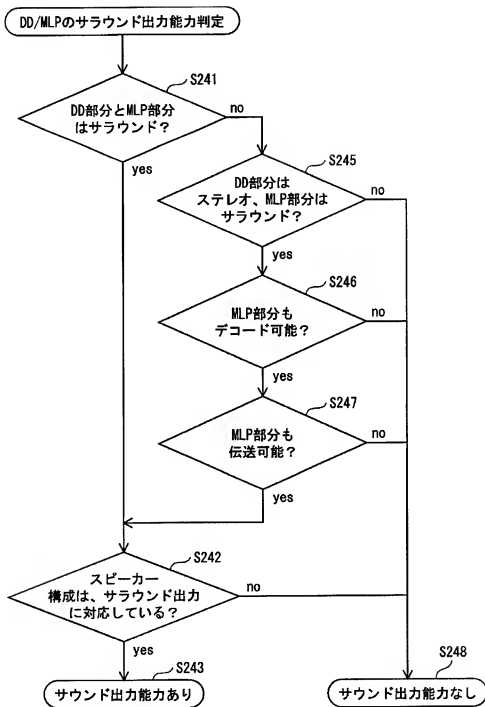 DD/MLPのサラウンド出力能力判定
S241
DD部分とMLP部分
はサラウンド?
no
yes
S245
DD部分は
ステレオ、MLP部分は
サラウンド?
no
yes
S246
MLP部分も
デコード可能?
no
yes
S247
MLP部分も
伝送可能?
no
yes
S242
スピーカー
構成は、サラウンド出力
に対応している?
no
yes
S243
サウンド出力能力あり
S248
サウンド出力能力なし